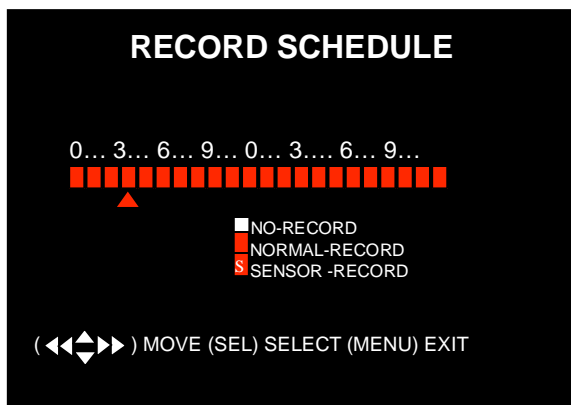 RECORD SCHEDULE
0... 3... 6... 9... 0... 3.... 6... 9...
NO-RECORD
NORMAL-RECORD
S SENSOR -RECORD
( ) MOVE (SEL) SELECT (MENU) EXIT